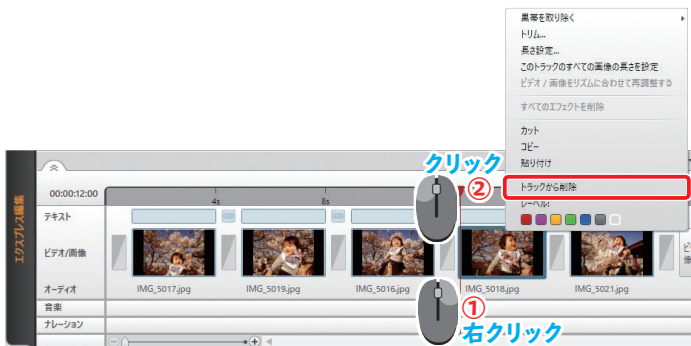 黒帯を取り除く
トリム...
長さ設定...
このトラックのすべての画像の長さを設定
ビデオ / 画像をリズムに合わせて再調整する
すべてのエフェクトを削除
カット
コピー
貼り付け
トラックから削除
レーベル:
クリック
②
エクスプレス編集
00:00:12:00
4s
8s
テキスト
ビデオ/画像
オーディオ
IMG_5017.jpg
IMG_5019.jpg
IMG_5016.jpg
IMG_5018.jpg
IMG_5021.jpg
①
右クリック
音楽
ナレーション